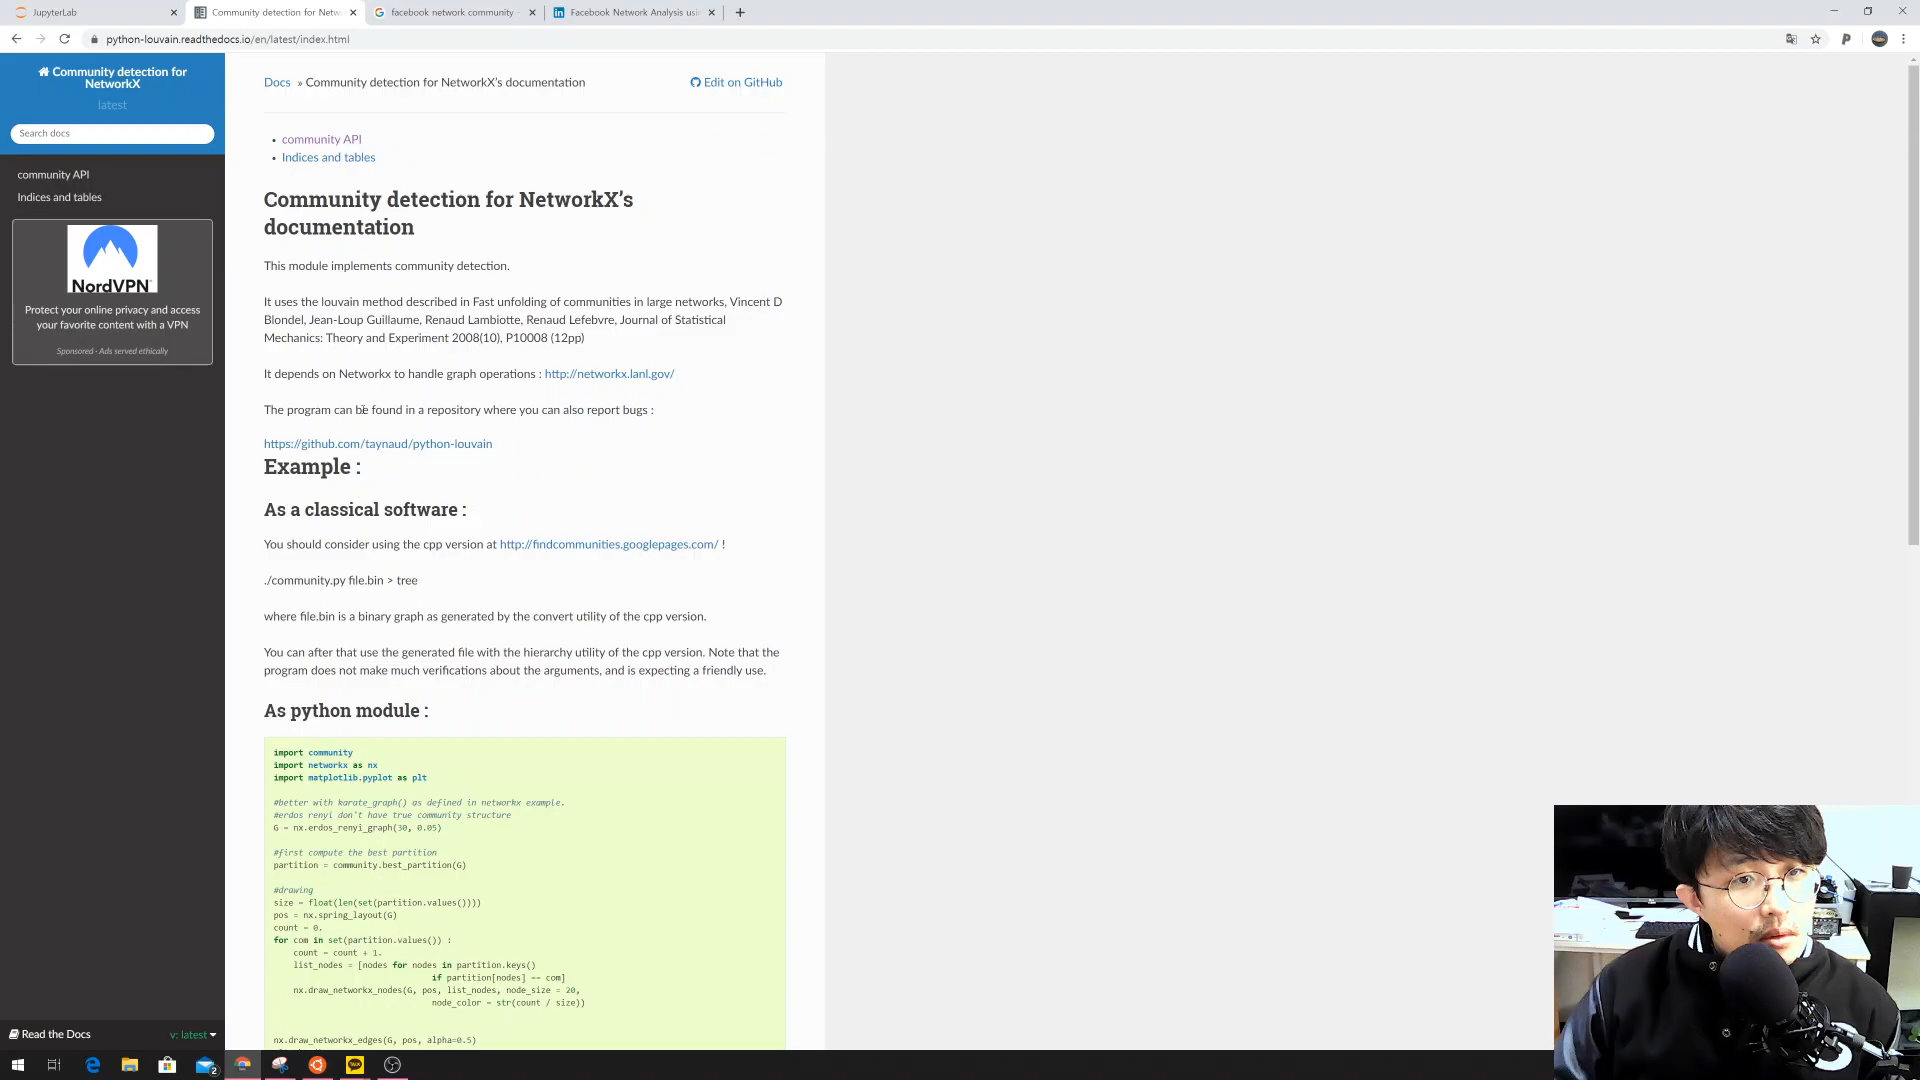 JupyterLab
Community detection for Netw
facebook network community
Facebook Network Analysis usi
python-louvain.readthedocs.io/en/latest/index.html
Community detection for
NetworkX
latest
Search docs
community API
Indices and tables
NordVPN
Protect your online privacy and access
your favorite content with a VPN
Sponsored · Ads served ethically
Read the Docs
v: latest
Docs » Community detection for NetworkX’s documentation
Edit on GitHub
• community API
• Indices and tables
Community detection for NetworkX’s
documentation
This module implements community detection.
It uses the louvain method described in Fast unfolding of communities in large networks, Vincent D
Blondel, Jean-Loup Guillaume, Renaud Lambiotte, Renaud Lefebvre, Journal of Statistical
Mechanics: Theory and Experiment 2008(10), P10008 (12pp)
It depends on Networkx to handle graph operations : http://networkx.lanl.gov/
The program can be found in a repository where you can also report bugs :
https://github.com/taynaud/python-louvain
Example :
As a classical software :
You should consider using the cpp version at http://findcommunities.googlepages.com/ !
./community.py file.bin > tree
where file.bin is a binary graph as generated by the convert utility of the cpp version.
You can after that use the generated file with the hierarchy utility of the cpp version. Note that the
program does not make much verifications about the arguments, and is expecting a friendly use.
As python module :
import community
import networkx as nx
import matplotlib.pyplot as plt
#better with karate_graph() as defined in networkx example.
#erdos renyi don't have true community structure
G = nx.erdos_renyi_graph(30, 0.05)
#first compute the best partition
partition = community.best_partition(G)
#drawing
size = float(len(set(partition.values())))
pos = nx.spring_layout(G)
count = 0.
for com in set(partition.values()) :
    count = count + 1.
    list_nodes = [nodes for nodes in partition.keys()
                                if partition[nodes] == com]
    nx.draw_networkx_nodes(G, pos, list_nodes, node_size = 20,
                                node_color = str(count / size))
nx.draw_networkx_edges(G, pos, alpha=0.5)
2
TALK